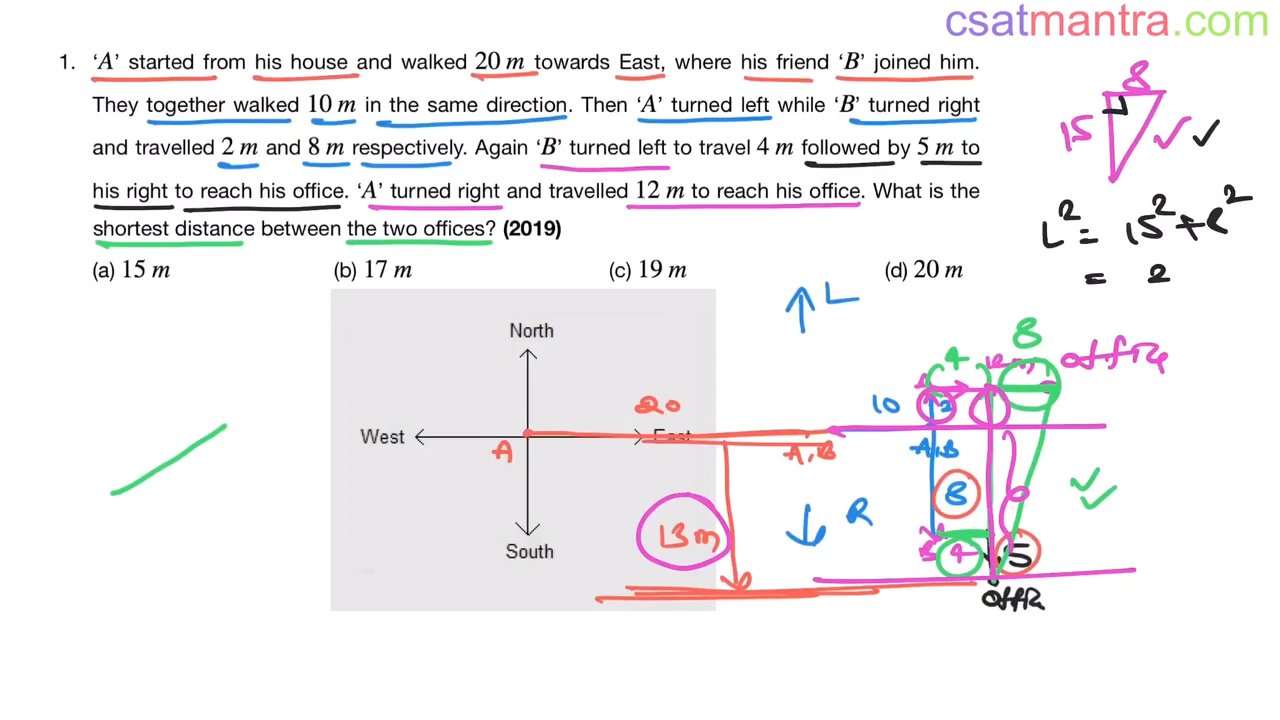 csatmantra.com
1. ‘A’ started from his house and walked 20 m towards East, where his friend ‘B’ joined him.
They together walked 10 m in the same direction. Then ‘A’ turned left while ‘B’ turned right
and travelled 2 m and 8 m respectively. Again ‘B’ turned left to travel 4 m followed by 5 m to
his right to reach his office. ‘A’ turned right and travelled 12 m to reach his office. What is the
shortest distance between the two offices? (2019)
(a) 15 m (b) 17 m (c) 19 m (d) 20 m
8
15
L² = 15² + 8²
= 2
North
L
8
4
office
20
10
2
West
East
A
A,B
A,B
8
13 m
R
South
4
5